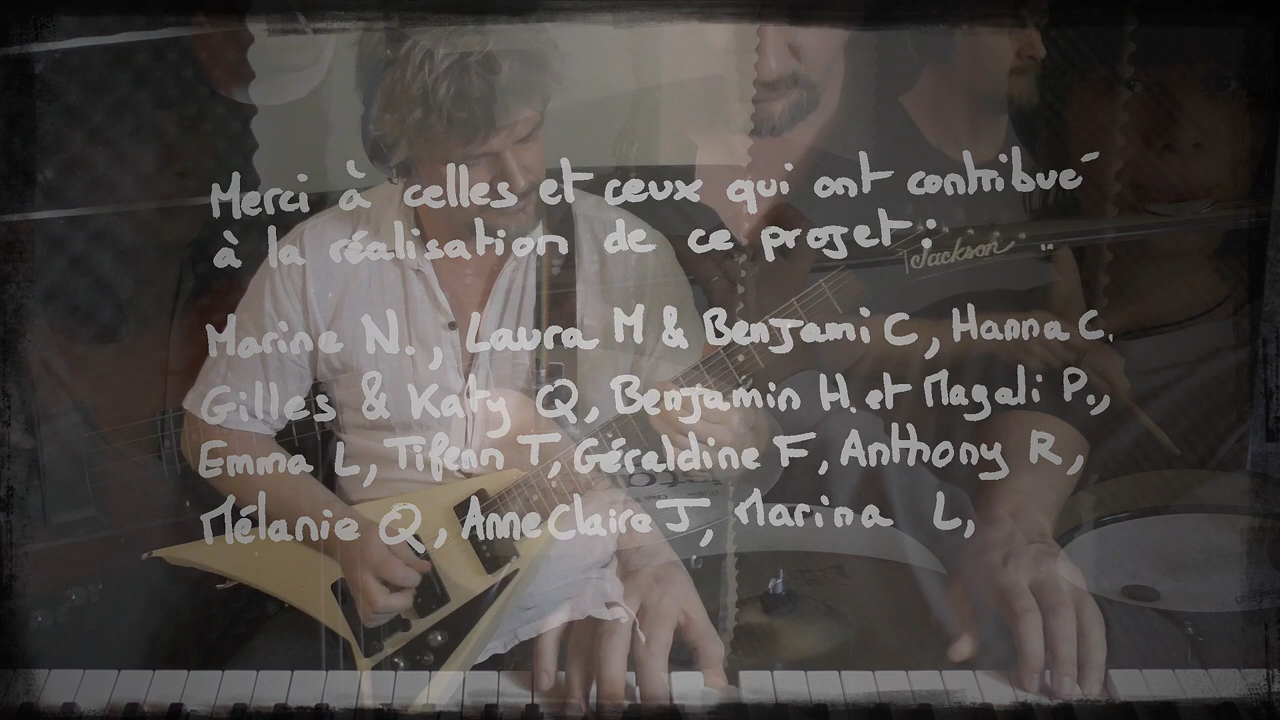 Merci à celles et ceux qui ont contribué
à la réalisation de ce projet :
Jackson
Marine N., Laura M & Benjami C, Hanna C.
Gilles & Katy Q, Benjamin H. et Magali P.,
Emma L, Tifenn T, Géraldine F, Anthony R,
Mélanie Q, AnneClaire J, Marina L,